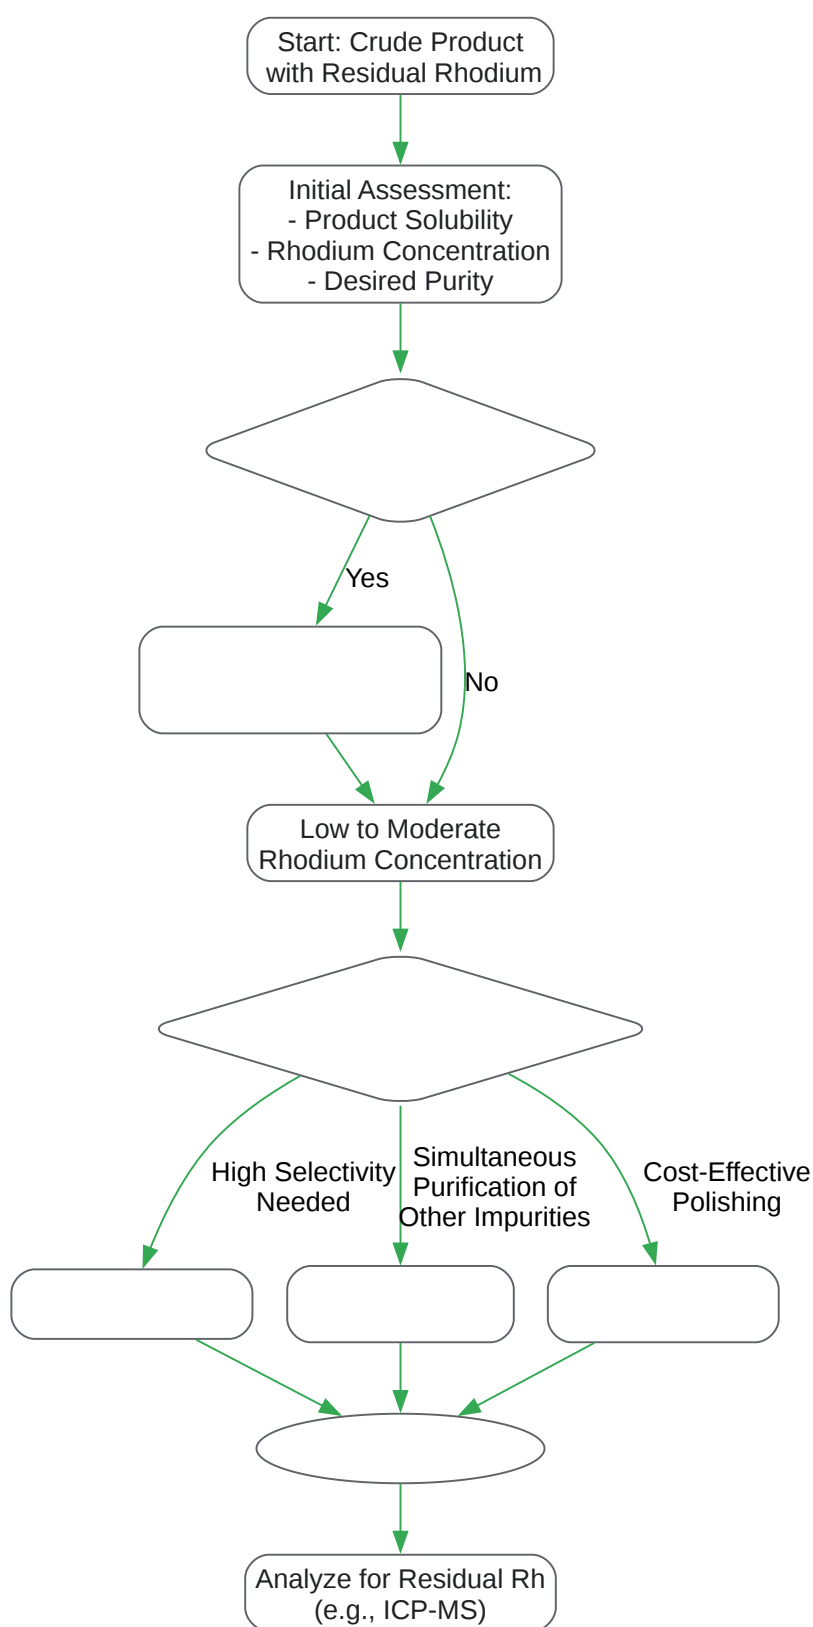 Start: Crude Product
with Residual Rhodium
Initial Assessment:
- Product Solubility
- Rhodium Concentration
- Desired Purity
Yes
No
Low to Moderate
Rhodium Concentration
High Selectivity
Needed
Simultaneous
Purification of
Other Impurities
Cost-Effective
Polishing
Analyze for Residual Rh
(e.g., ICP-MS)